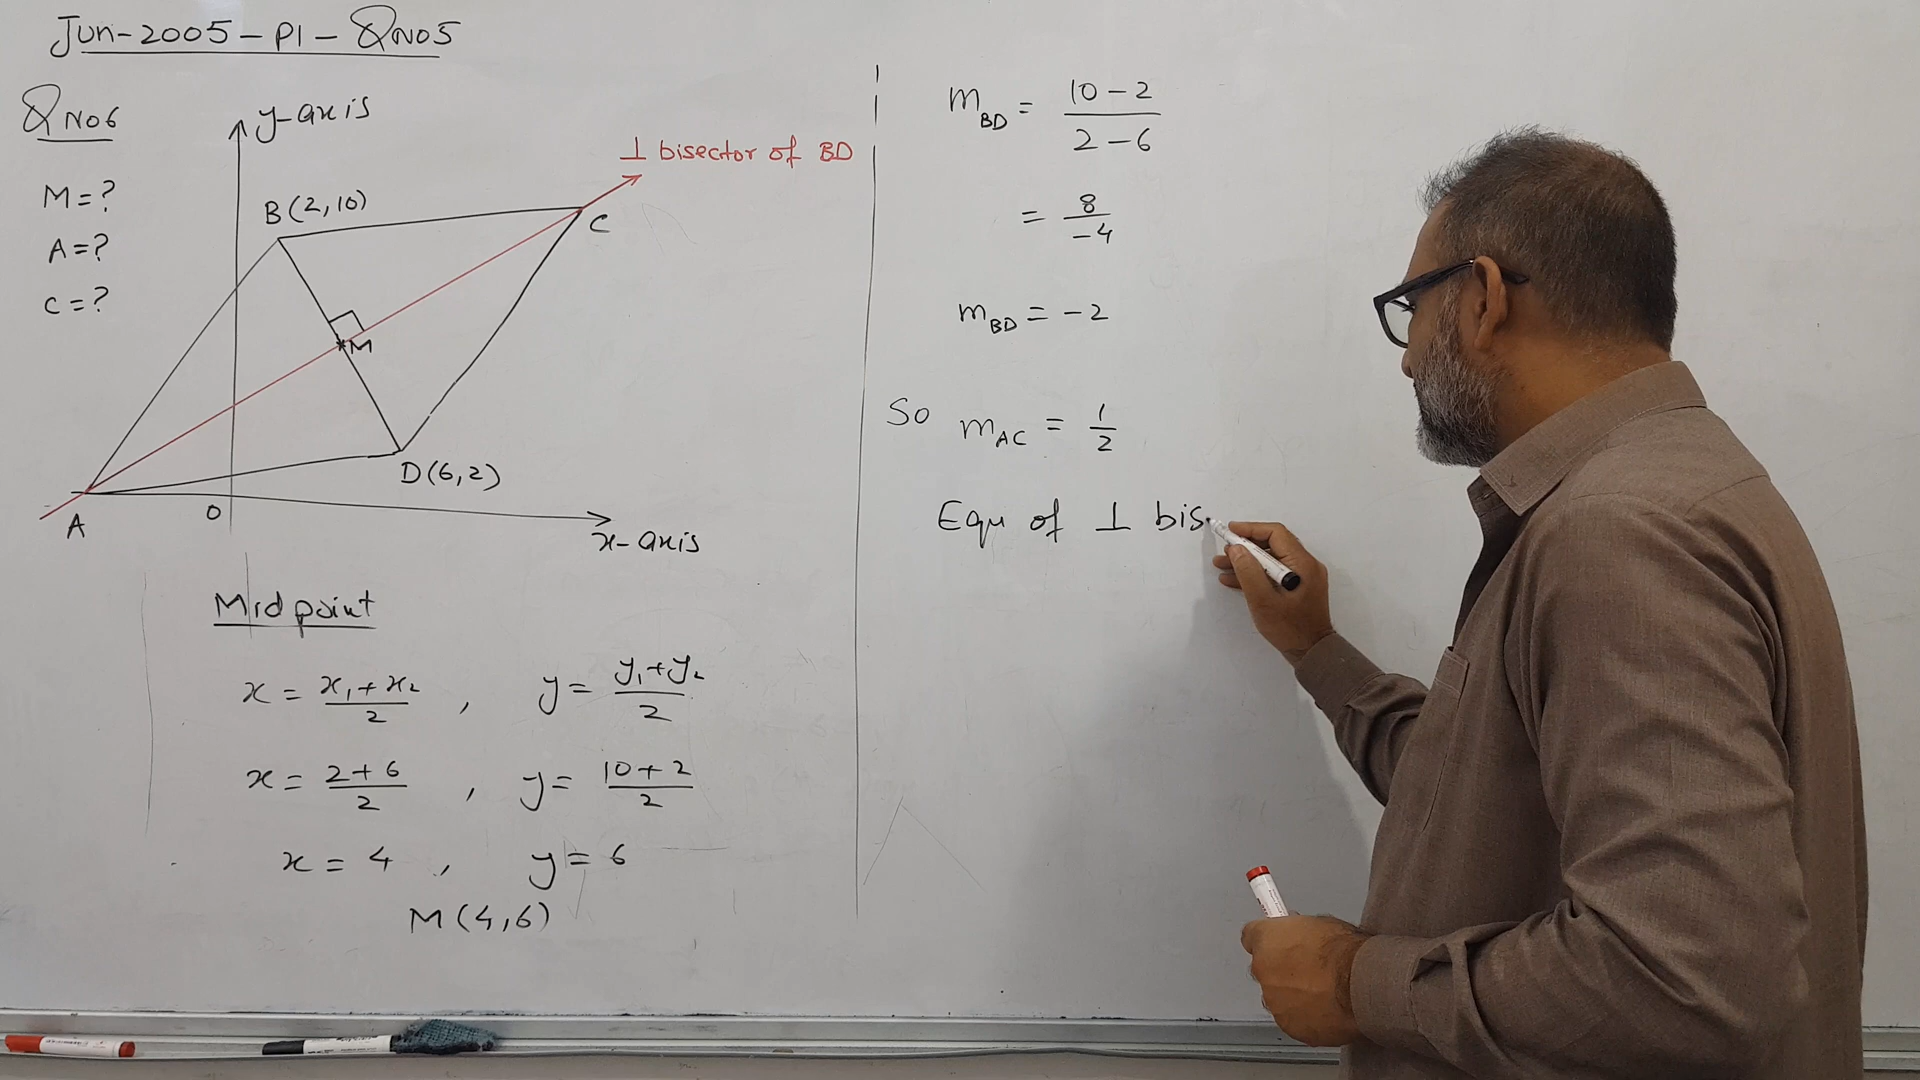 Jun-2005-P1-QNo5
QNo6
M=?
A=?
C=?
y-axis
⊥ bisector of BD
B(2,10)
C
M
D(6,2)
A
O
x-axis
Midpoint
x = x₁+x₂/2 , y = y₁+y₂/2
x = 2+6/2 , y = 10+2/2
x = 4 , y = 6
M(4,6)
m_BD = 10-2/2-6
= 8/-4
m_BD = -2
So m_AC = 1/2
Equ of ⊥ bis